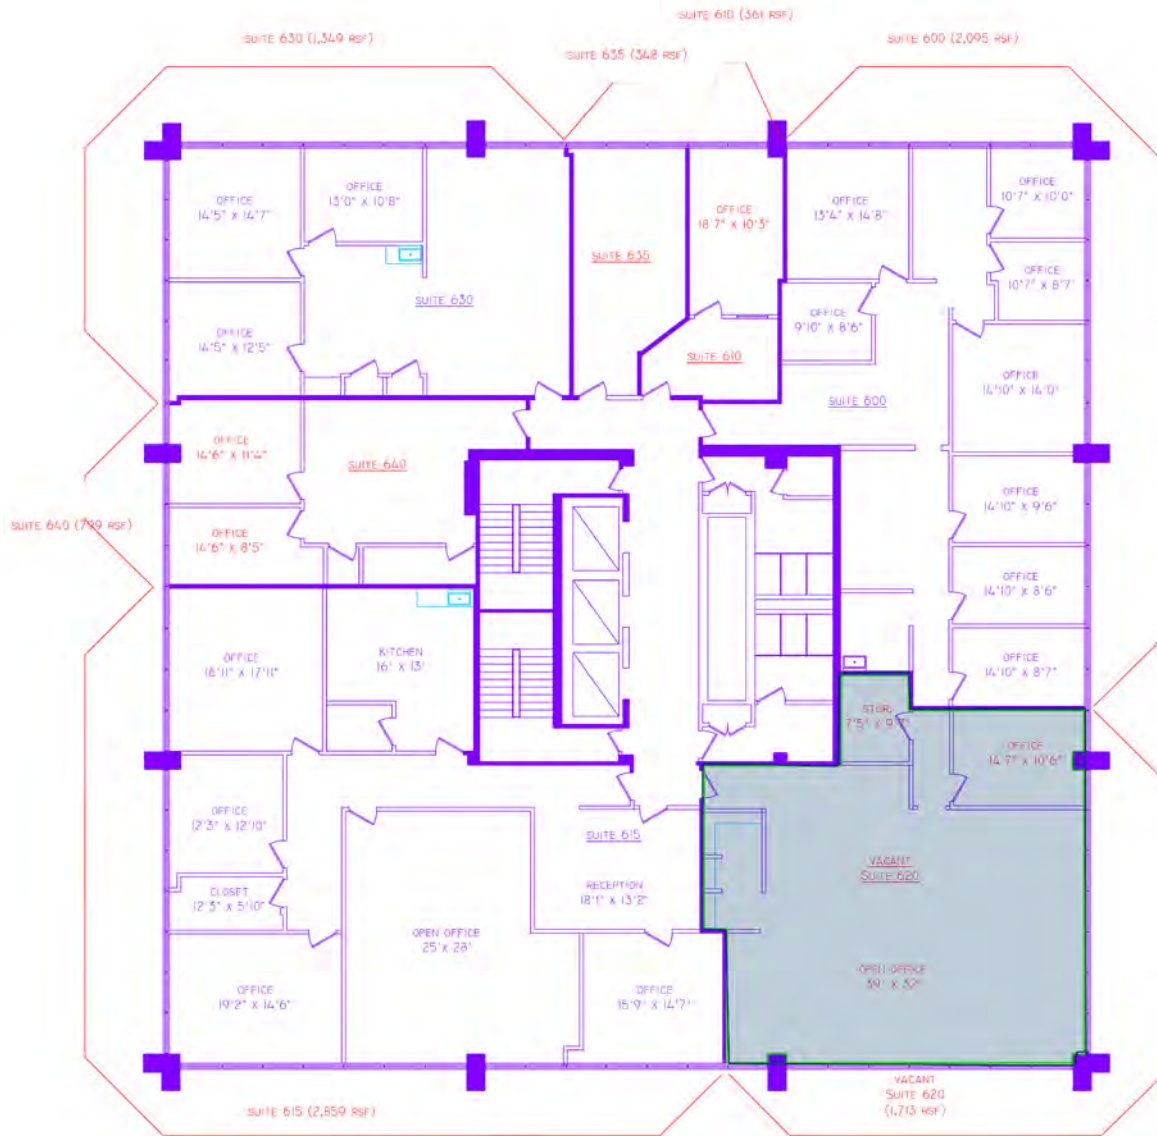 SUITE 610 (361 RSF)
SUITE 630 (1,349 RSF)
SUITE 600 (2,095 RSF)
SUITE 635 (348 RSF)
OFFICE
13'0" X 10'8"
OFFICE
14'5" X 14'7"
OFFICE
18'7" X 10'3"
OFFICE
13'4" X 14'8"
OFFICE
10'7" X 10'0"
SUITE 635
OFFICE
10'7" X 8'7"
SUITE 630
OFFICE
9'10" X 8'6"
OFFICE
14'5" X 12'5"
SUITE 610
OFFICE
14'10" X 14'0"
SUITE 600
OFFICE
14'6" X 11'4"
SUITE 640
OFFICE
14'10" X 9'6"
SUITE 640 (799 RSF)
OFFICE
14'6" X 8'5"
OFFICE
14'10" X 8'6"
OFFICE
18'11" X 17'11"
KITCHEN
16' X 13'
OFFICE
14'10" X 8'7"
STOR.
7'5" X 9'7"
OFFICE
14'7" X 10'6"
OFFICE
12'3" X 12'10"
SUITE 615
VACANT
SUITE 620
CLOSET
12'3" X 5'10"
RECEPTION
18'1" X 13'2"
OPEN OFFICE
25' X 28'
OPEN OFFICE
39' X 32'
OFFICE
19'2" X 14'6"
OFFICE
15'9" X 14'7"
VACANT
SUITE 620
(1,713 RSF)
SUITE 615 (2,859 RSF)